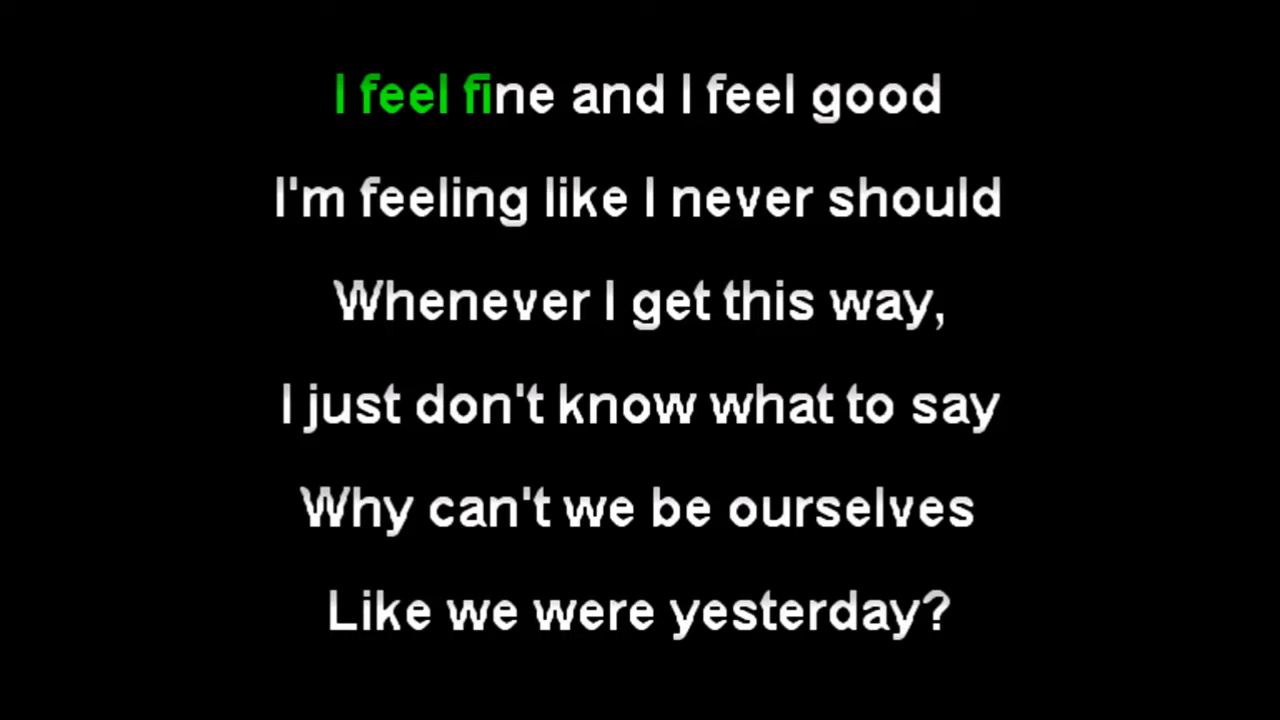 I feel fine and I feel good
I'm feeling like I never should
Whenever I get this way,
I just don't know what to say
Why can't we be ourselves
Like we were yesterday?